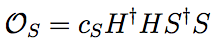 𝒪_S = c_S H†H S†S